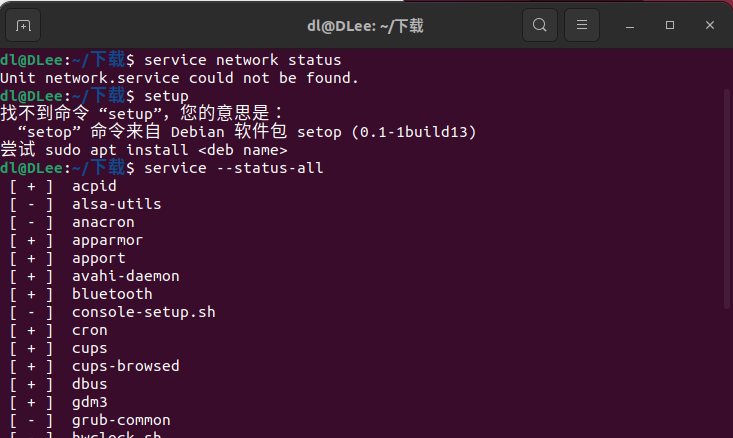 dl@DLee: ~/下载
dl@DLee:~/下载$ service network status
Unit network.service could not be found.
dl@DLee:~/下载$ setup
找不到命令 “setup”，您的意思是：
“setop” 命令来自 Debian 软件包 setop (0.1-1build13)
尝试 sudo apt install <deb name>
dl@DLee:~/下载$ service --status-all
[ + ]  acpid
[ - ]  alsa-utils
[ - ]  anacron
[ + ]  apparmor
[ + ]  apport
[ + ]  avahi-daemon
[ + ]  bluetooth
[ - ]  console-setup.sh
[ + ]  cron
[ + ]  cups
[ + ]  cups-browsed
[ + ]  dbus
[ + ]  gdm3
[ - ]  grub-common
[ - ]  hwclock.sh